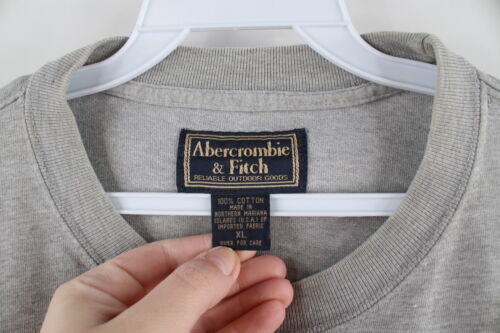 Abercrombie
& Fitch
RELIABLE OUTDOOR GOODS
100% COTTON
MADE IN
NORTHERN MARIANA
ISLANDS (U.S.A.) OF
IMPORTED FABRIC
XL
OVER FOR CARE